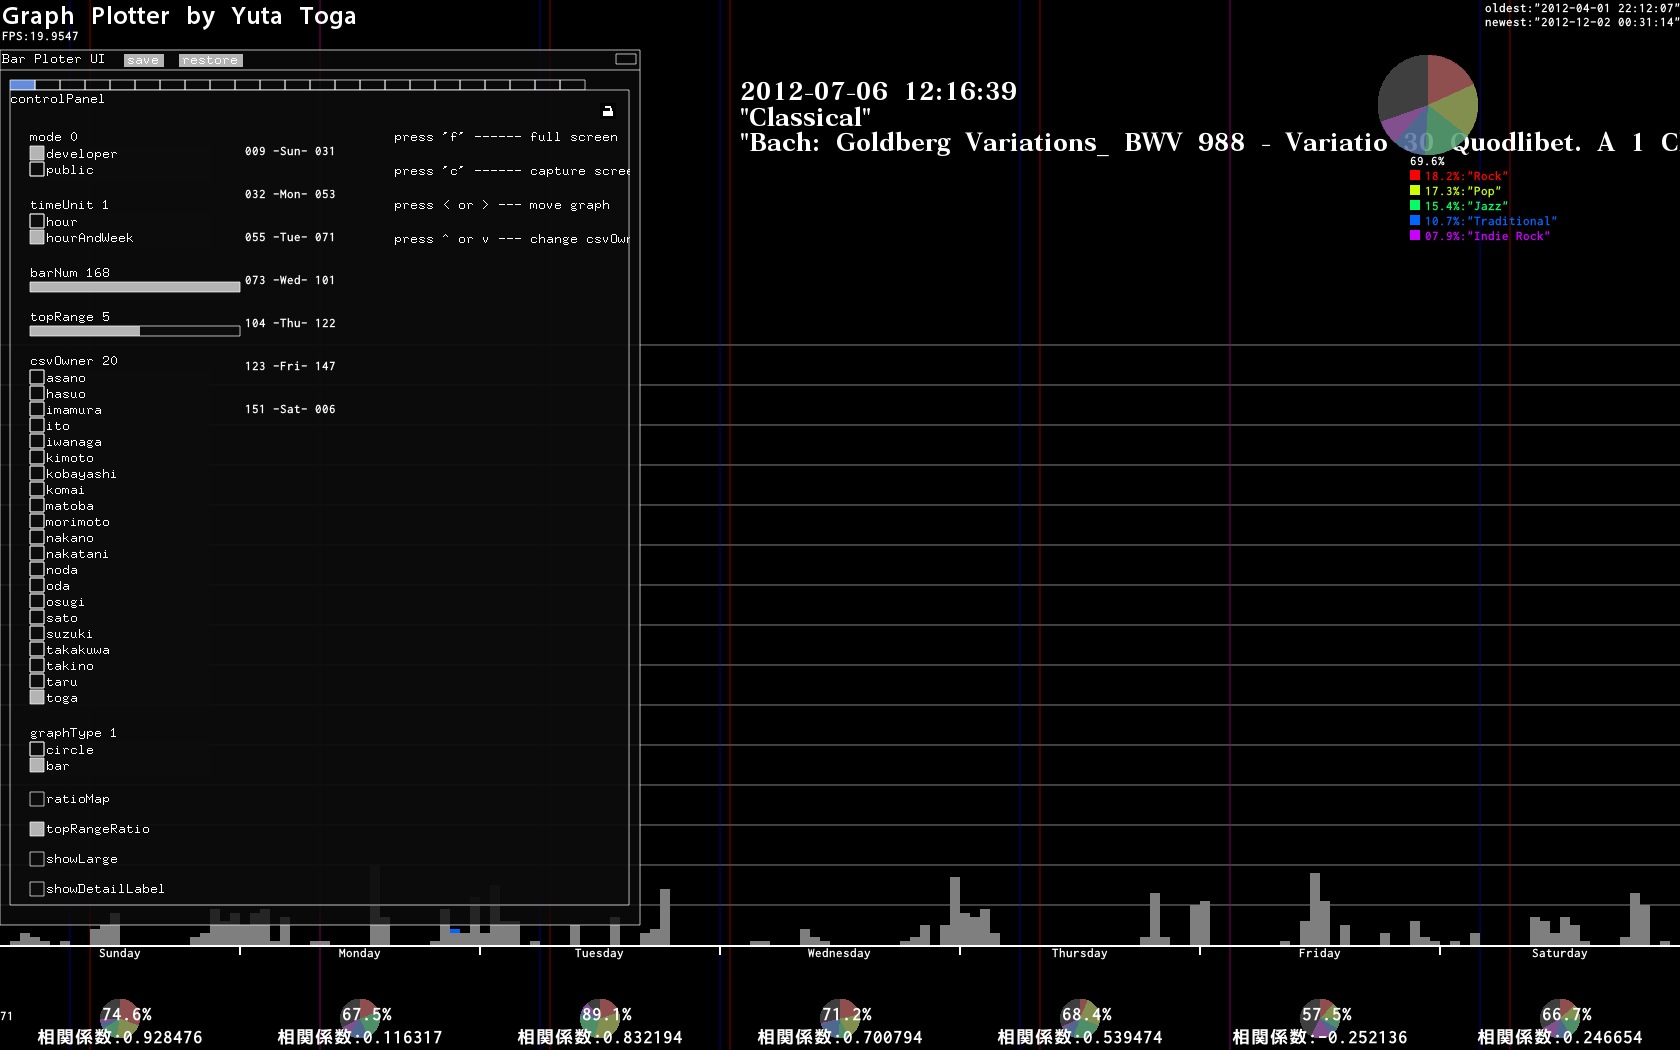 Graph Plotter by Yuta Toga
FPS:19.9547
oldest:"2012-04-01 22:12:07"
newest:"2012-12-02 00:31:14"
Bar Ploter UI save restore
controlPanel
mode 0
developer
public
timeUnit 1
hour
hourAndWeek
barNum 168
topRange 5
csvOwner 20
asano
hasuo
imamura
ito
iwanaga
kimoto
kobayashi
komai
matoba
morimoto
nakano
nakatani
noda
oda
osugi
sato
suzuki
takakuwa
takino
taru
toga
graphType 1
circle
bar
ratioMap
topRangeRatio
showLarge
showDetailLabel
009 -Sun- 031
032 -Mon- 053
055 -Tue- 071
073 -Wed- 101
104 -Thu- 122
123 -Fri- 147
151 -Sat- 006
press "f" ------ full screen
press "c" ------ capture scree
press < or > --- move graph
press ^ or v --- change csvOwn
2012-07-06 12:16:39
"Classical"
"Bach: Goldberg Variations_ BWV 988 - Variatio 30 Quodlibet. A 1 C
69.6%
18.2%:"Rock"
17.3%:"Pop"
15.4%:"Jazz"
10.7%:"Traditional"
07.9%:"Indie Rock"
Sunday Monday Tuesday Wednesday Thursday Friday Saturday
71
74.6% 67.5% 89.1% 71.2% 68.4% 57.5% 66.7%
相関係数:0.928476 相関係数:0.116317 相関係数:0.832194 相関係数:0.700794 相関係数:0.539474 相関係数:-0.252136 相関係数:0.246654